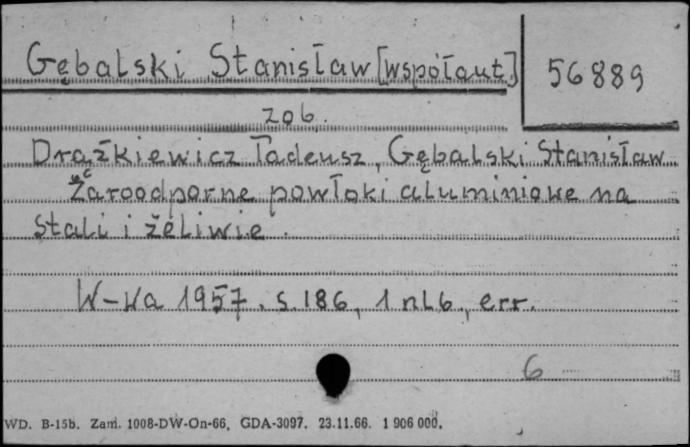 Gębalski Stanisław [współaut.] 56889
zob.
Drążkiewicz Tadeusz, Gębalski Stanisław
Żaroodporne powłoki aluminiowe na
stali i żeliwie.
W-wa 1957. s. 186, 1 nlb., err.
6
WD. B-15b. Zam. 1008-DW-On-66. GDA-3097. 23.11.66. 1 906 000.